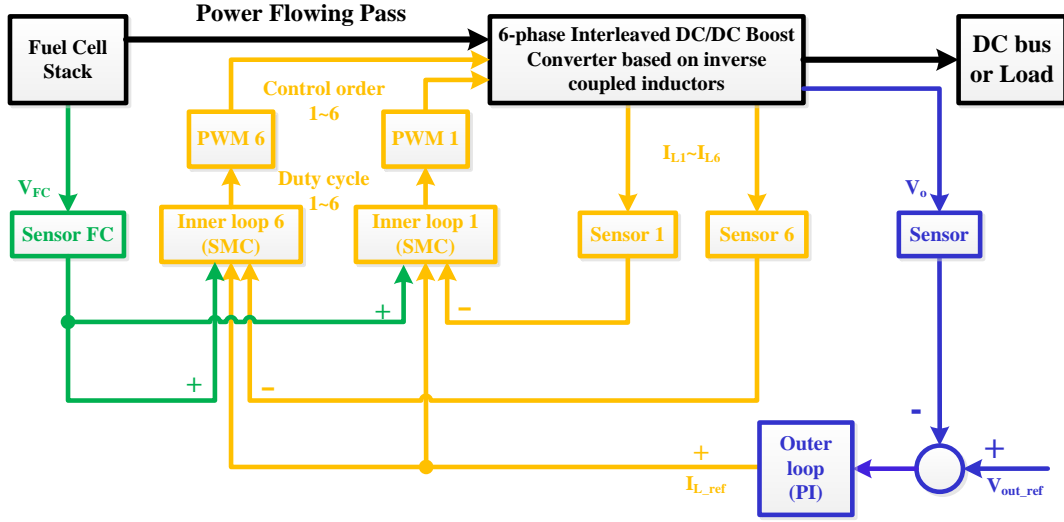 Power Flowing Pass
Fuel Cell
Stack
6-phase Interleaved DC/DC Boost
Converter based on inverse
coupled inductors
DC bus
or Load
Control order
1~6
PWM 6
PWM 1
I_L1~I_L6
Duty cycle
1~6
V_FC
V_o
Sensor FC
Inner loop 6
(SMC)
Inner loop 1
(SMC)
Sensor 1
Sensor 6
Sensor
+
-
+
-
-
+
+
Outer
loop
(PI)
I_L_ref
V_out_ref